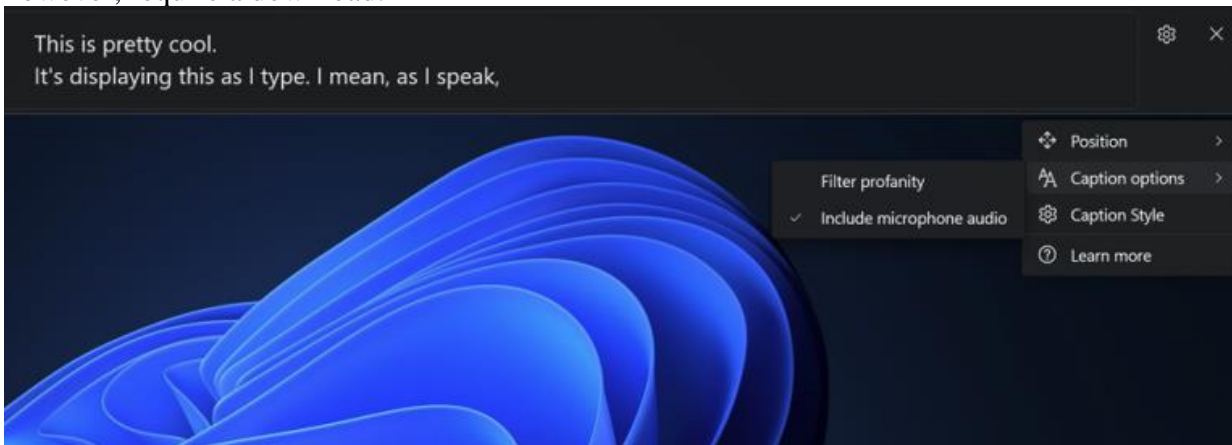 This is pretty cool.
It's displaying this as I type. I mean, as I speak,
Position
Filter profanity
Caption options
Include microphone audio
Caption Style
Learn more